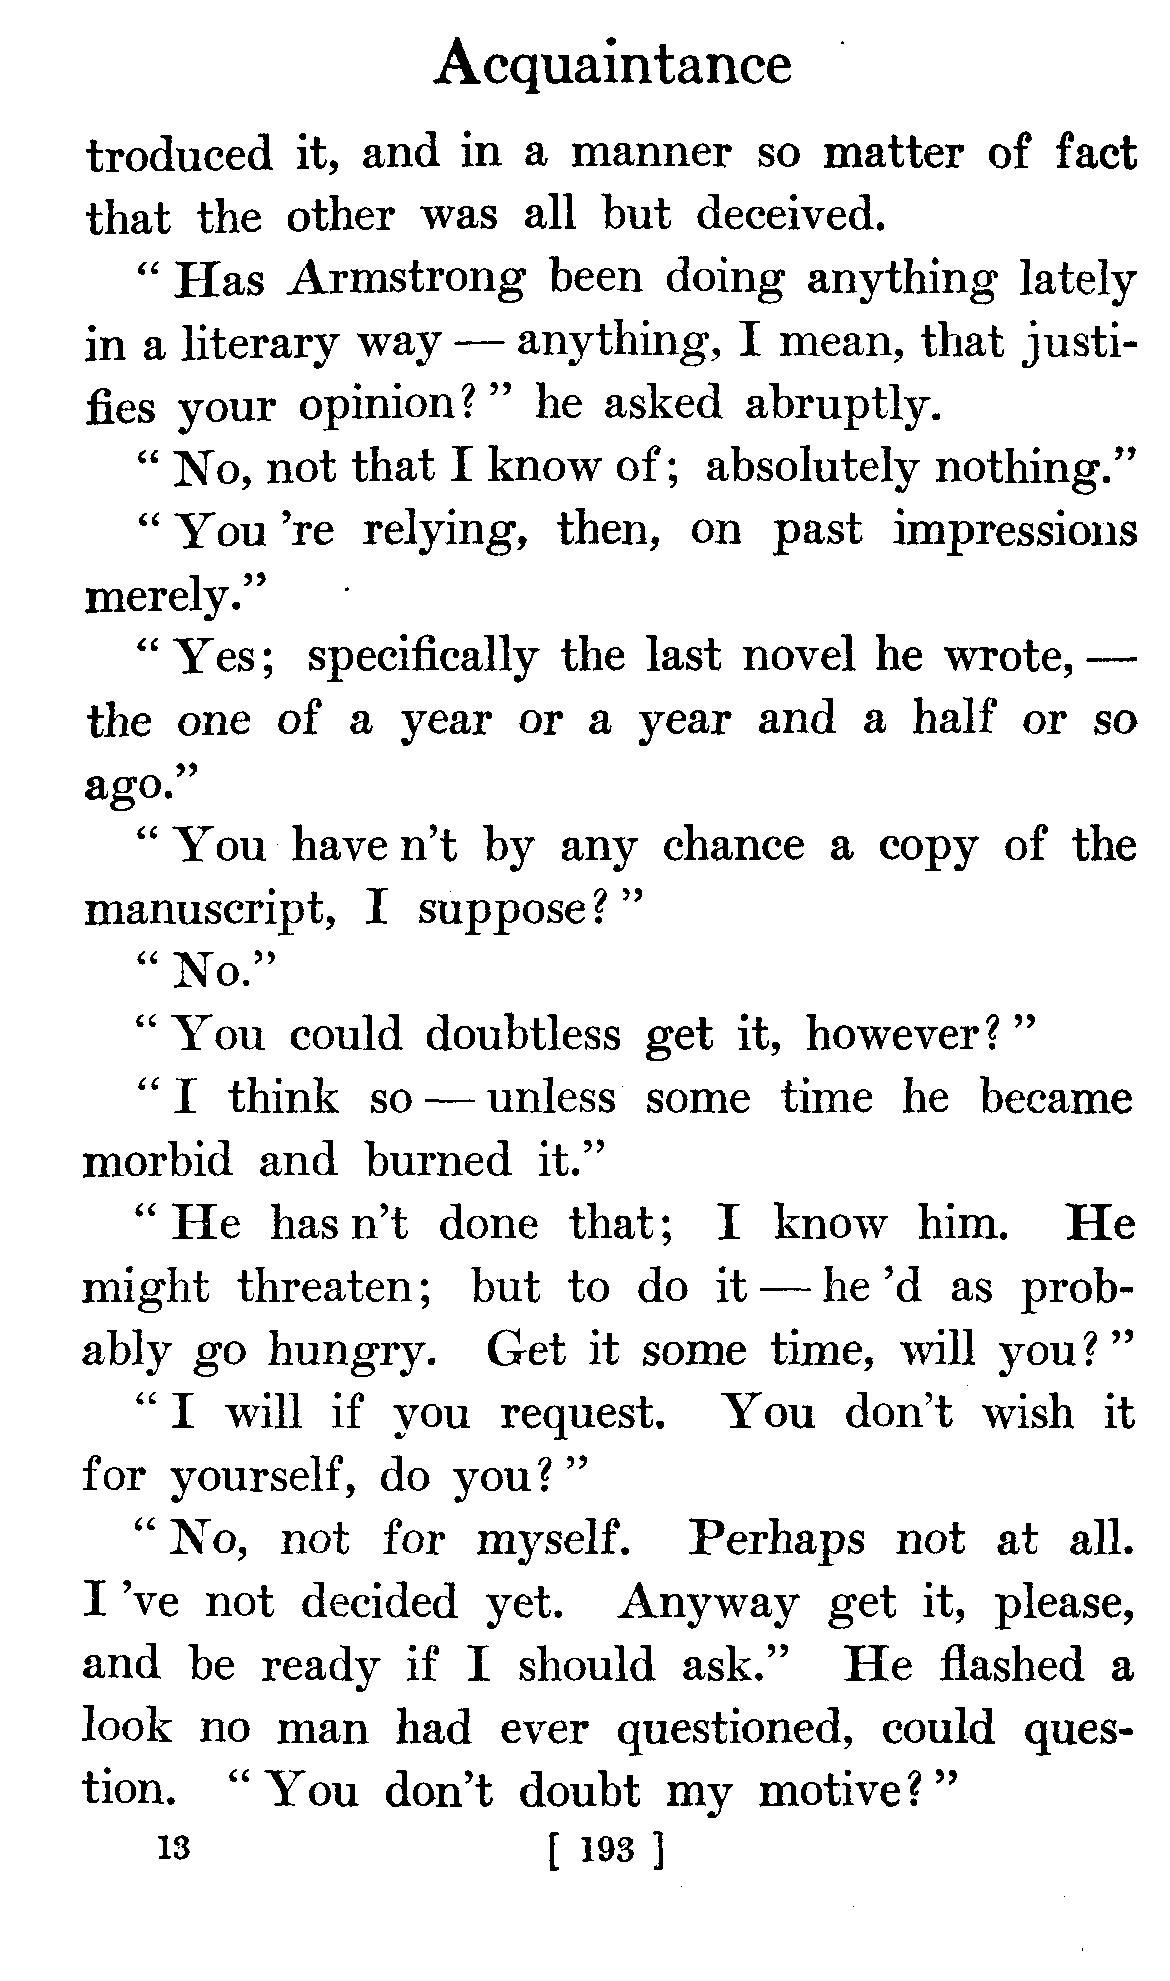 Acquaintance
troduced it, and in a manner so matter of fact
that the other was all but deceived.
“ Has Armstrong been doing anything lately
in a literary way — anything, I mean, that justi-
fies your opinion? ” he asked abruptly.
“ No, not that I know of; absolutely nothing.”
“ You 're relying, then, on past impressions
merely.”
“ Yes; specifically the last novel he wrote, —
the one of a year or a year and a half or so
ago.”
“ You have n't by any chance a copy of the
manuscript, I suppose? ”
“ No.”
“ You could doubtless get it, however? ”
“ I think so — unless some time he became
morbid and burned it.”
“ He has n't done that; I know him. He
might threaten; but to do it — he 'd as prob-
ably go hungry. Get it some time, will you? ”
“ I will if you request. You don't wish it
for yourself, do you? ”
“ No, not for myself. Perhaps not at all.
I 've not decided yet. Anyway get it, please,
and be ready if I should ask.” He flashed a
look no man had ever questioned, could ques-
tion. “ You don't doubt my motive? ”
13 [ 193 ]